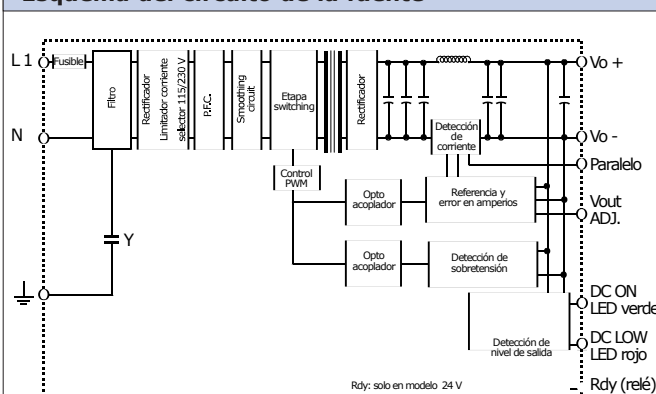 Esquema del circuito de la fuente
L1
Fusible
Filtro
Rectificador
Limitador corriente
selector 115/230 V
P.F.C.
Smoothing
circuit
Etapa
switching
Rectificador
Vo +
N
Detección
de
corriente
Vo -
Paralelo
Control
PWM
Opto
acoplador
Referencia y
error en amperios
Vout
ADJ.
Y
Opto
acoplador
Detección de
sobretensión
DC ON
LED verde
Detección de
nivel de salida
DC LOW
LED rojo
Rdy: solo en modelo 24 V
Rdy (relé)